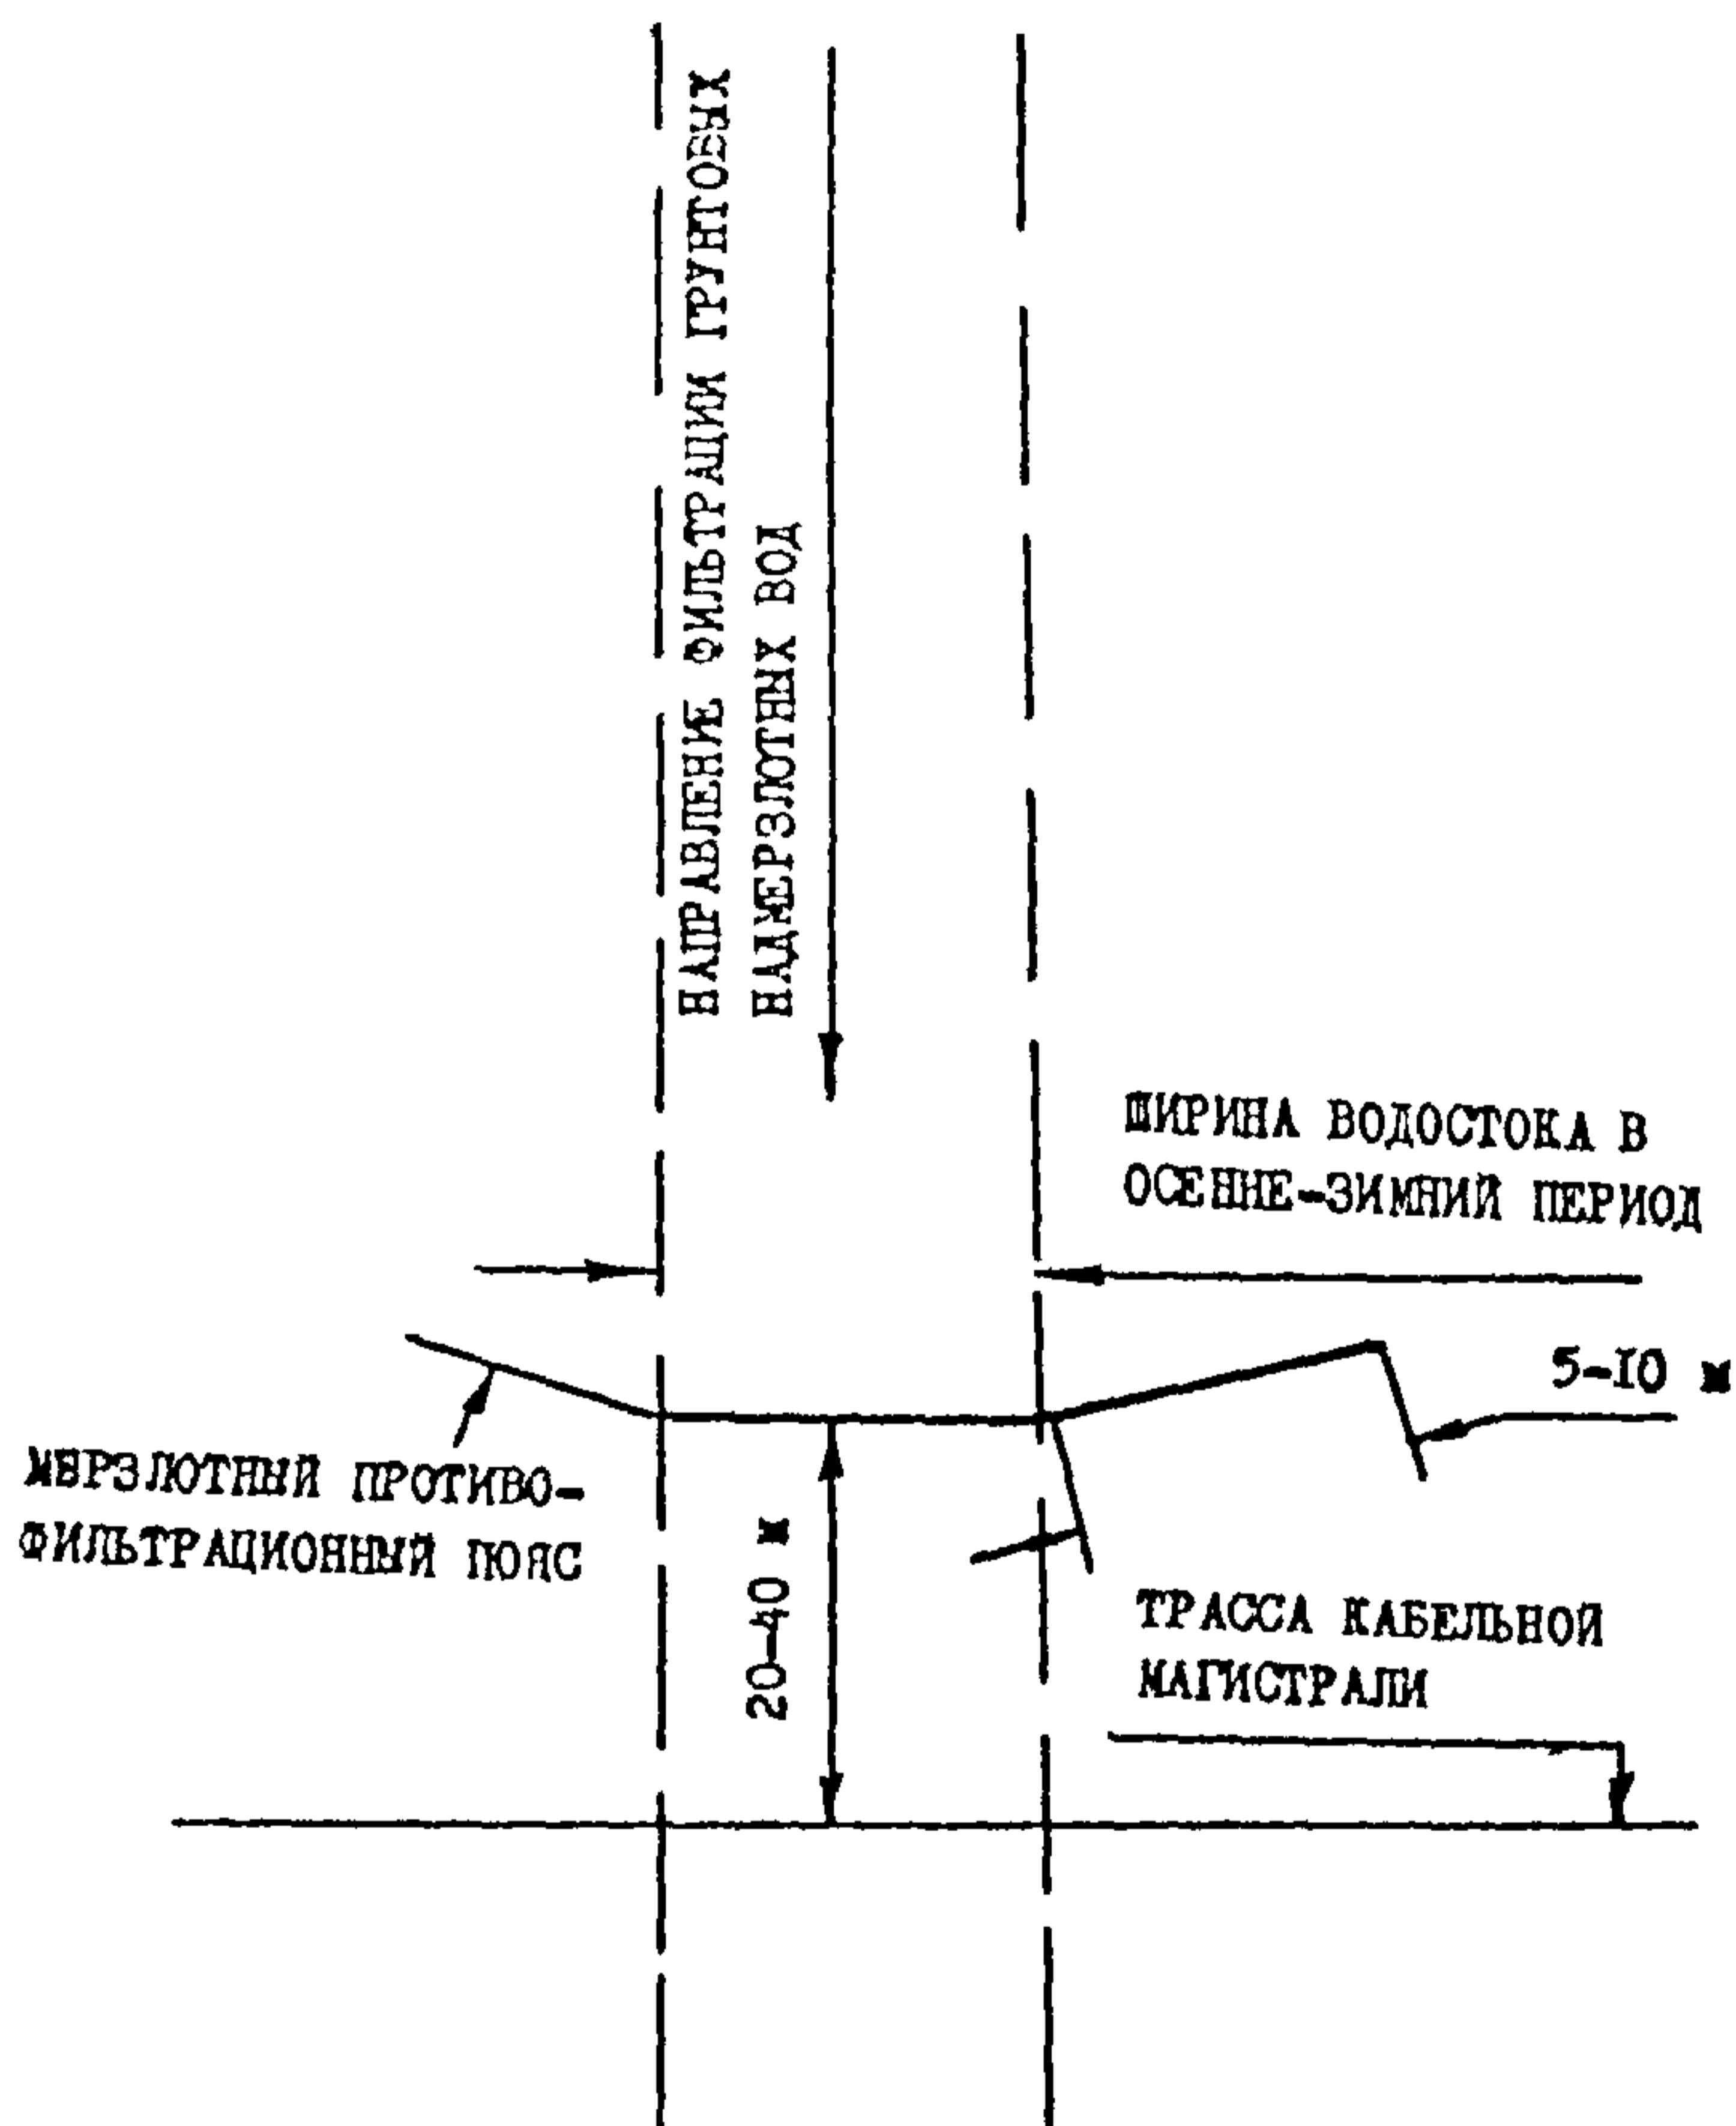 НАПРАВЛЕНИЕ ФИЛЬТРАЦИИ ГРУНТОВЫХ
НАДМЕРЗЛОТНЫХ ВОД
ШИРИНА ВОДОСТОКА В
ОСЕННЕ-ЗИМНИЙ ПЕРИОД
5-10 м
МЕРЗЛОТНЫЙ ПРОТИВО-
ФИЛЬТРАЦИОННЫЙ ПОЯС
20-40 м
ТРАССА КАБЕЛЬНОЙ
МАГИСТРАЛИ